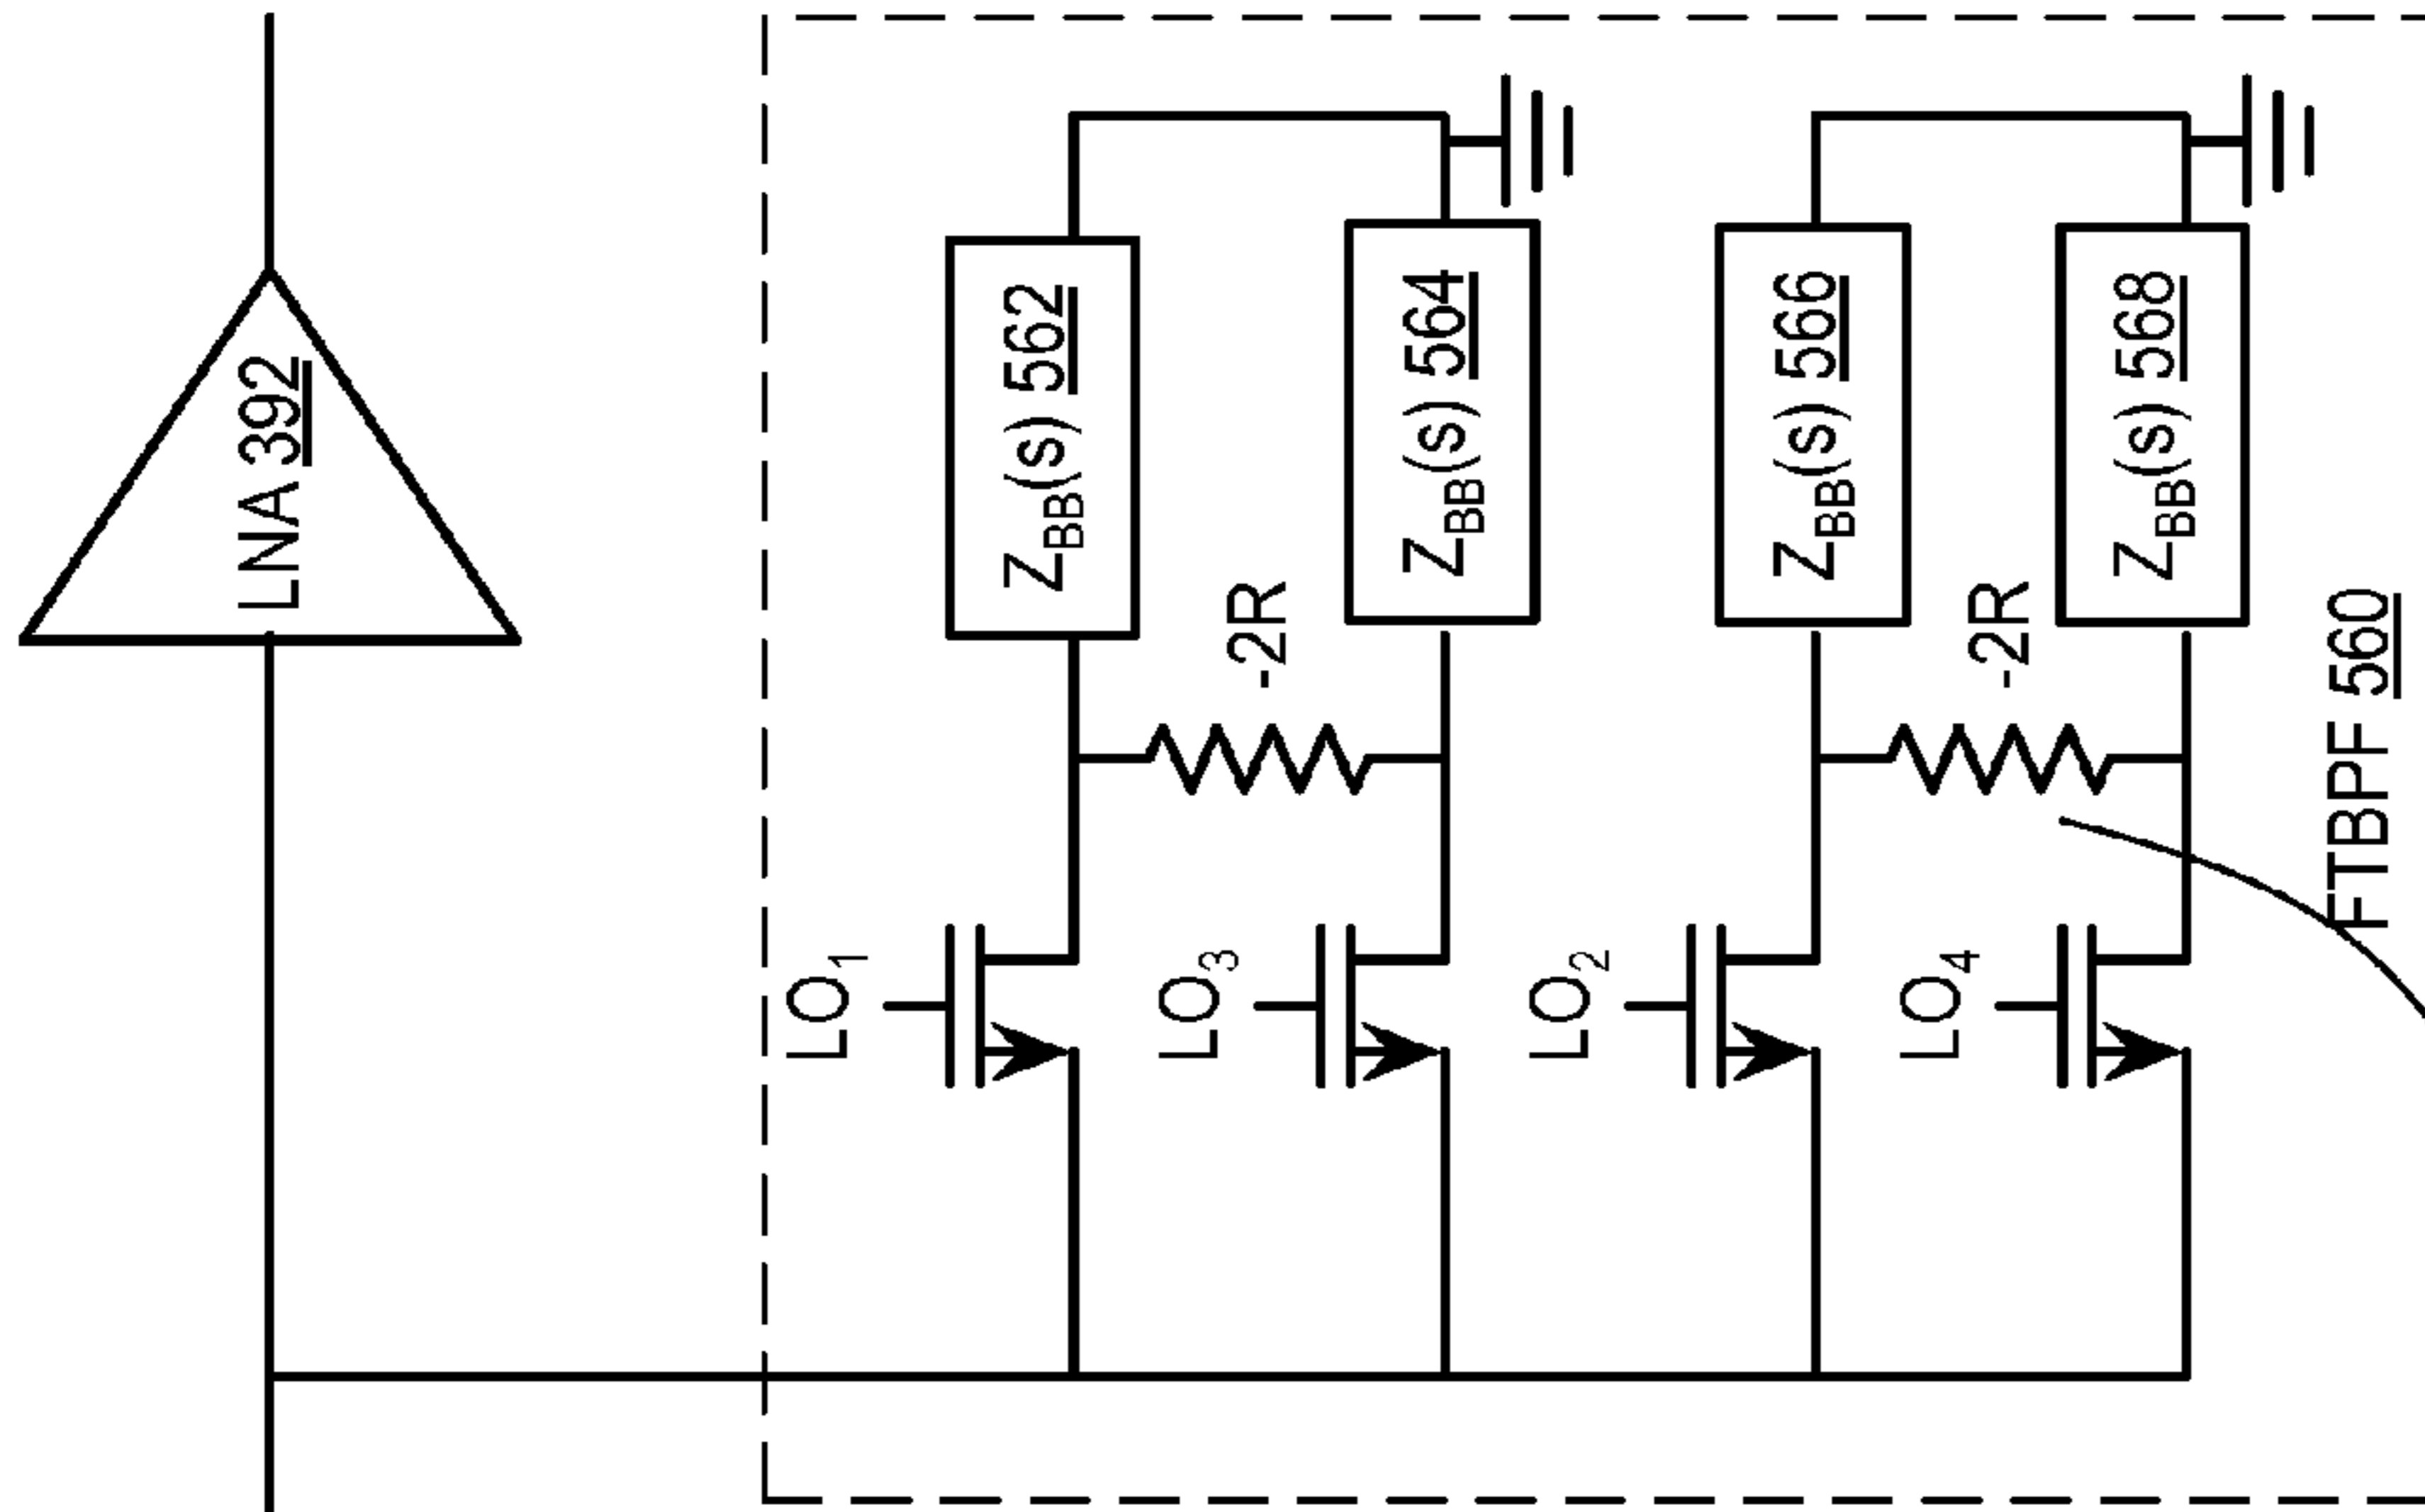 LNA 392
Z_BB(s) 562
Z_BB(s) 564
Z_BB(s) 566
Z_BB(s) 568
-2R
-2R
LO₁
LO₃
LO₂
LO₄
FTBPF 560